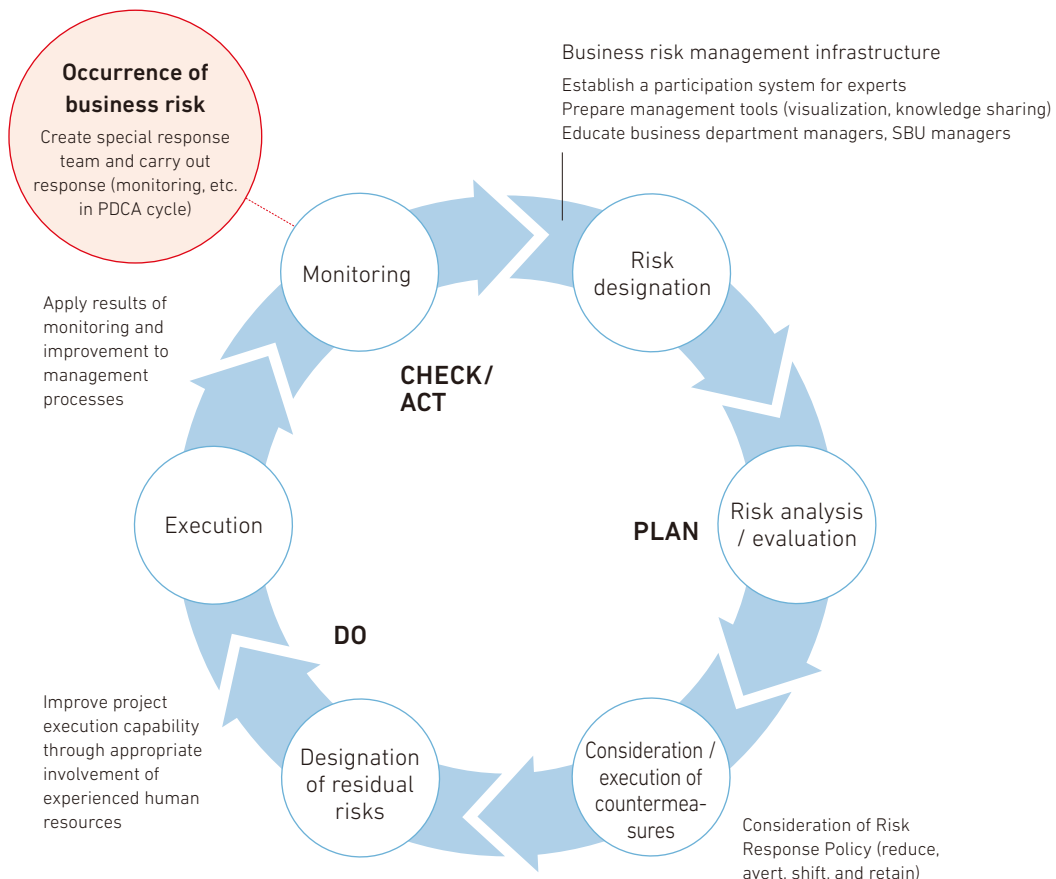 Occurrence of
business risk
Create special response
team and carry out
response (monitoring, etc.
in PDCA cycle)
Business risk management infrastructure
Establish a participation system for experts
Prepare management tools (visualization, knowledge sharing)
Educate business department managers, SBU managers
Monitoring
Risk
designation
Apply results of
monitoring and
improvement to
management
processes
CHECK/
ACT
Execution
PLAN
Risk analysis
/ evaluation
DO
Improve project
execution capability
through appropriate
involvement of
experienced human
resources
Designation
of residual
risks
Consideration /
execution of
countermea-
sures
Consideration of Risk
Response Policy (reduce,
avert, shift, and retain)